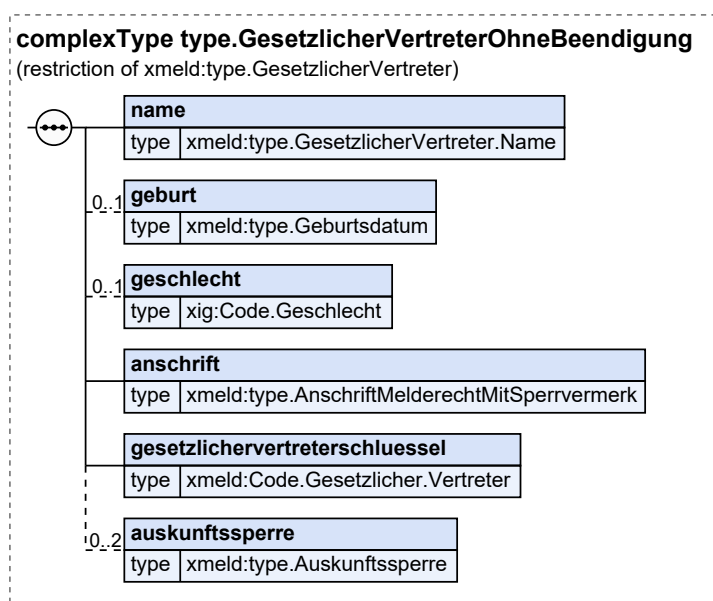 complexType type.GesetzlicherVertreterOhneBeendigung
(restriction of xmeld:type.GesetzlicherVertreter)
name
type xmeld:type.GesetzlicherVertreter.Name
0..1 geburt
type xmeld:type.Geburtsdatum
0..1 geschlecht
type xig:Code.Geschlecht
anschrift
type xmeld:type.AnschriftMelderechtMitSperrvermerk
gesetzlichervertreterschluessel
type xmeld:Code.Gesetzlicher.Vertreter
0..2 auskunftssperre
type xmeld:type.Auskunftssperre